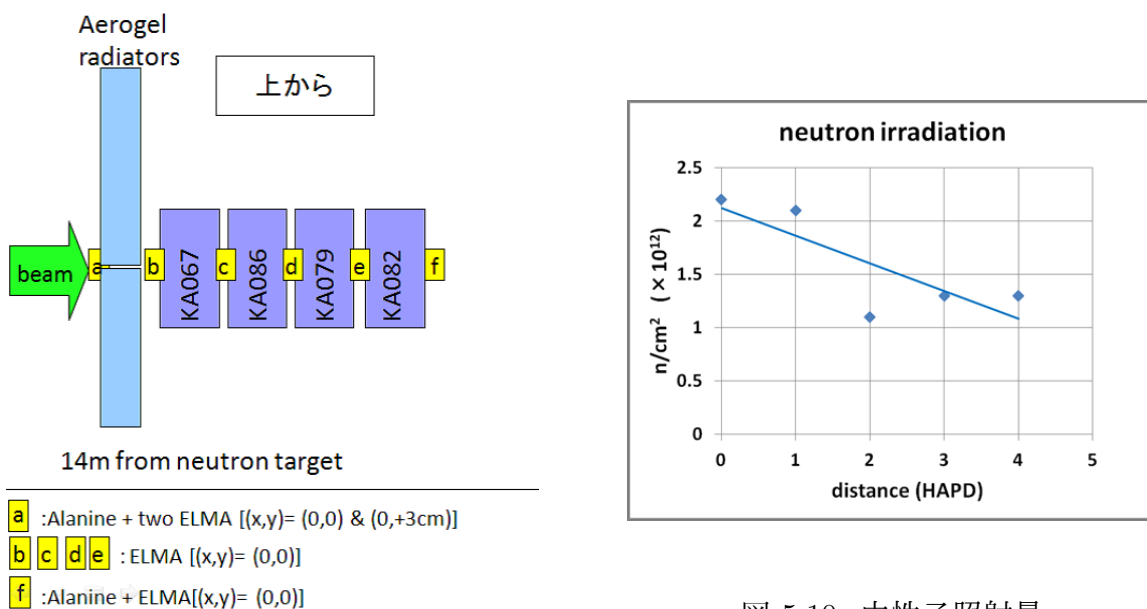 Aerogel
radiators
上から
beam
a
b
KA067
c
KA086
d
KA079
e
KA082
f
14m from neutron target
a :Alanine + two ELMA [(x,y)= (0,0) & (0,+3cm)]
b c d e : ELMA [(x,y)= (0,0)]
f :Alanine + ELMA[(x,y)= (0,0)]
neutron irradiation
n/cm² (×10¹²)
2.5
2
1.5
1
0.5
0
0 1 2 3 4 5
distance (HAPD)